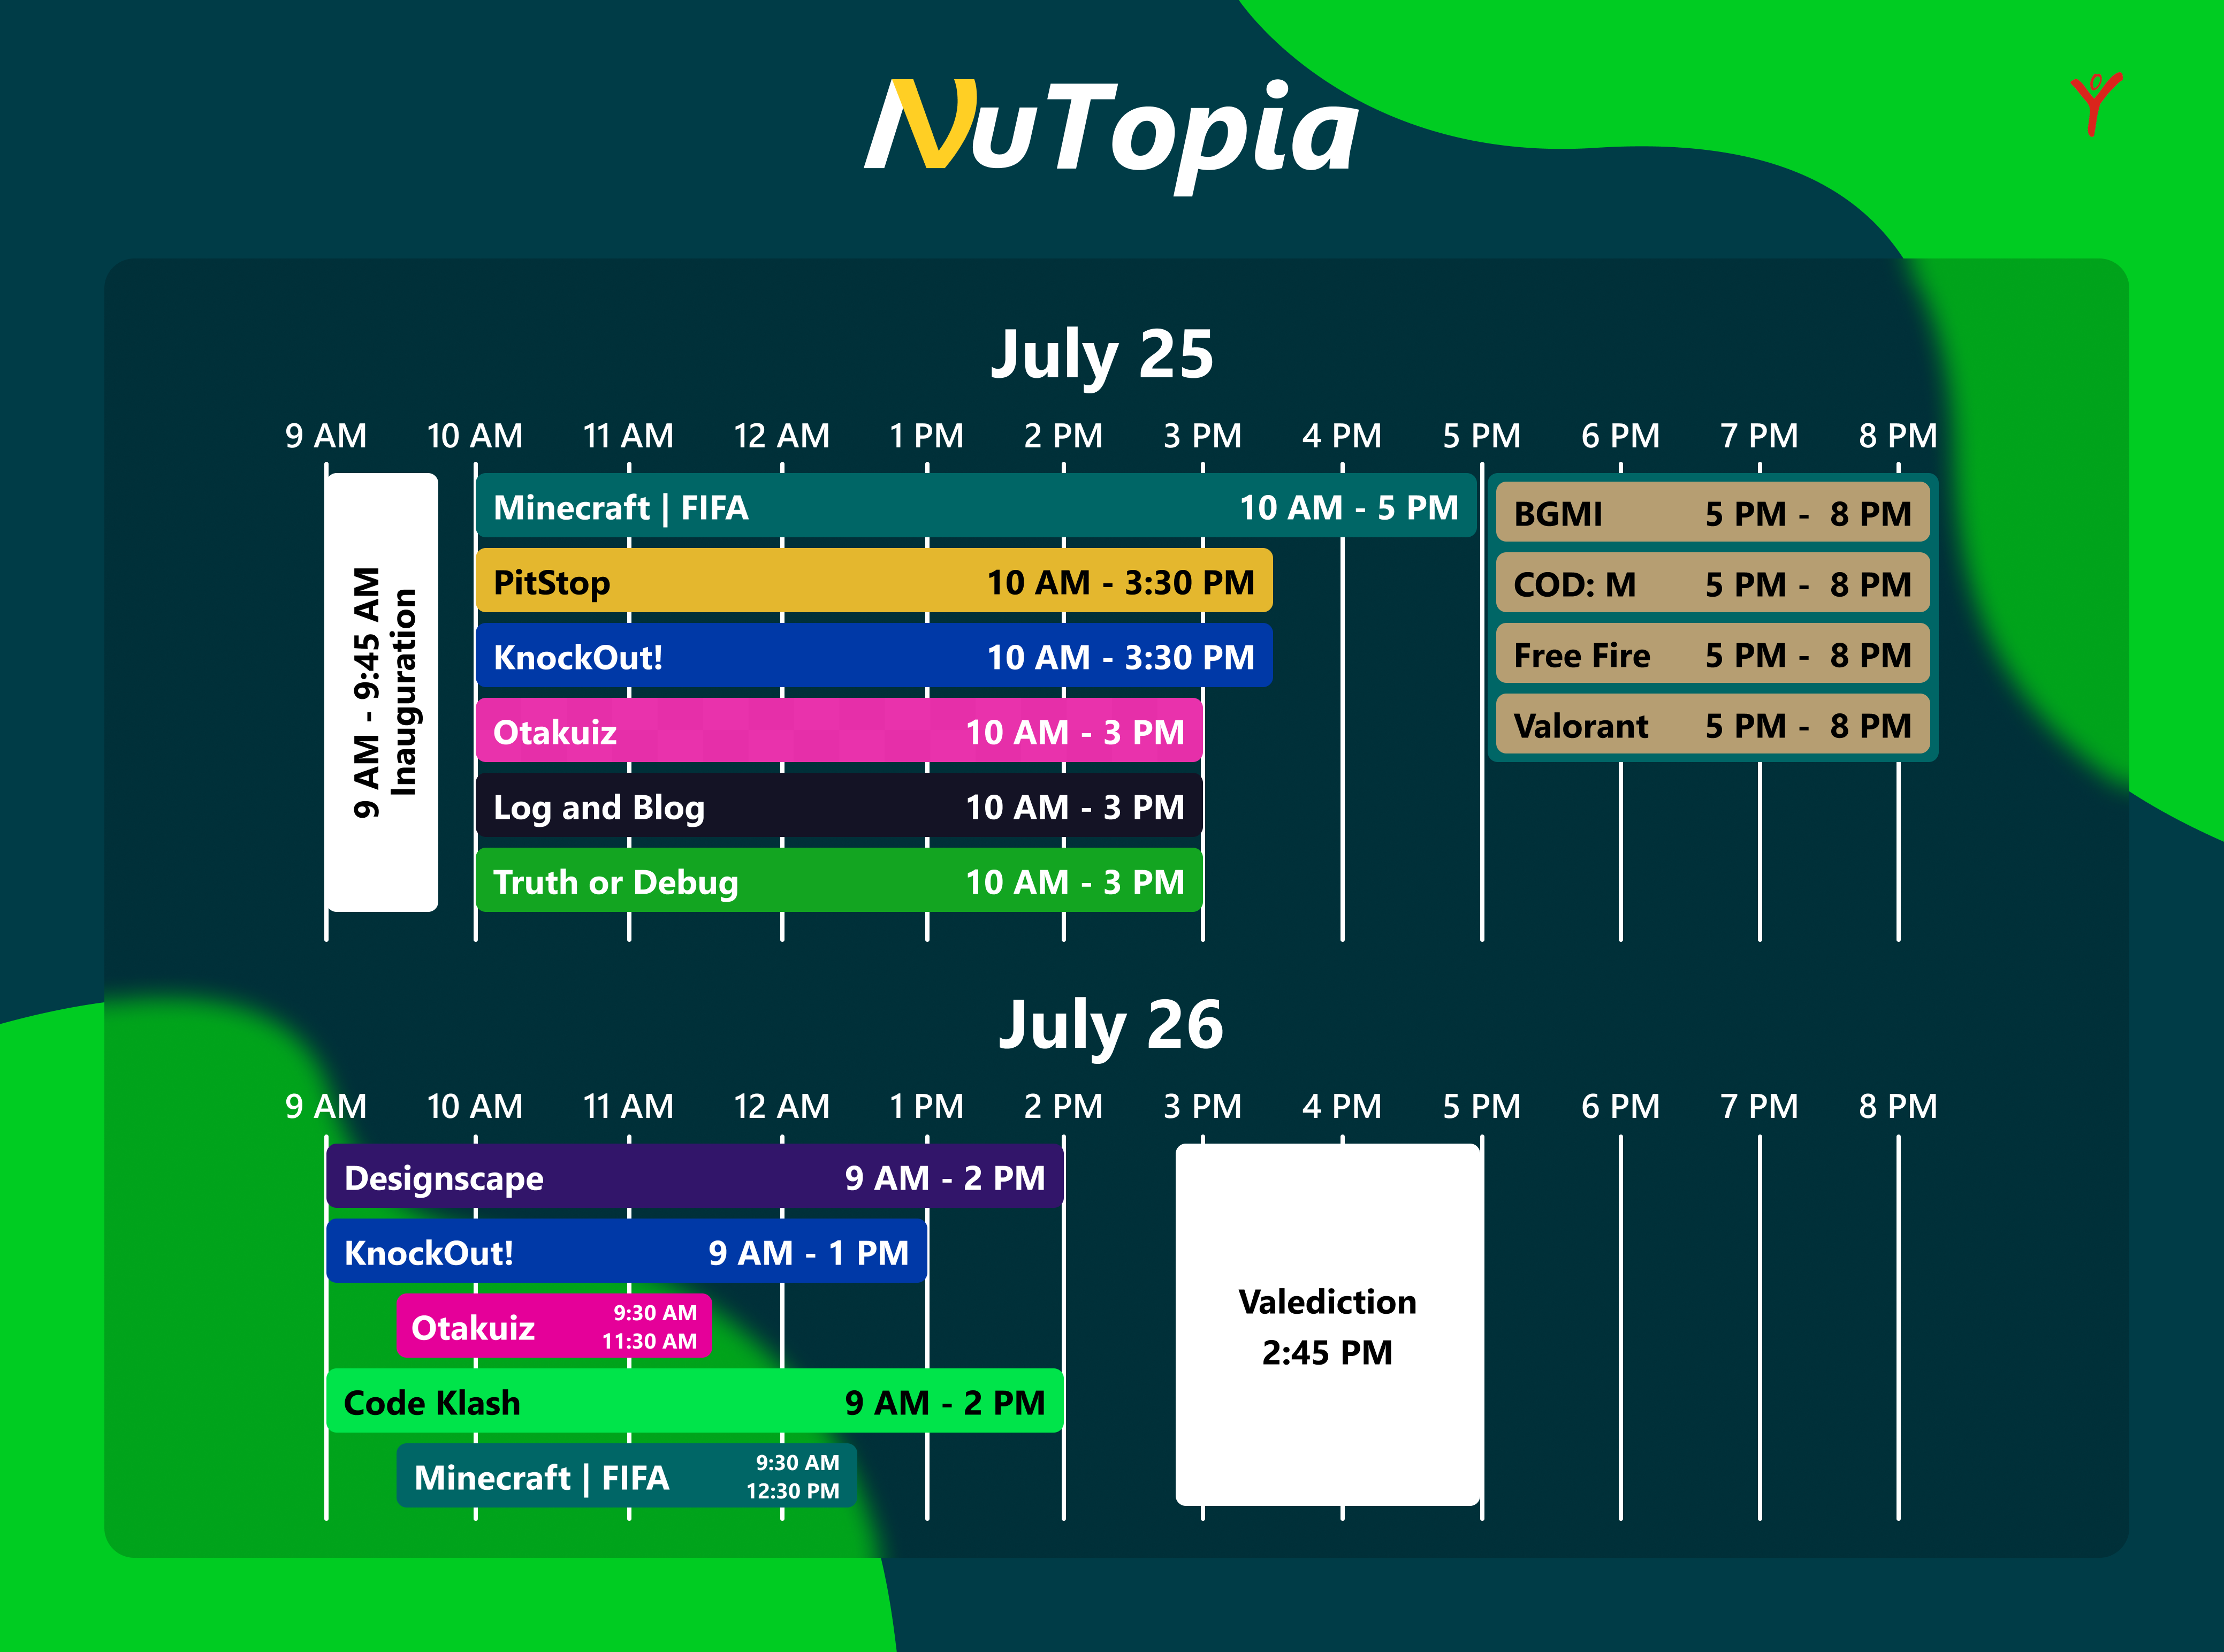 NuTopia
July 25
9 AM 10 AM 11 AM 12 AM 1 PM 2 PM 3 PM 4 PM 5 PM 6 PM 7 PM 8 PM
9 AM - 9:45 AM
Inauguration
Minecraft | FIFA 10 AM - 5 PM
PitStop 10 AM - 3:30 PM
KnockOut! 10 AM - 3:30 PM
Otakuiz 10 AM - 3 PM
Log and Blog 10 AM - 3 PM
Truth or Debug 10 AM - 3 PM
BGMI 5 PM - 8 PM
COD: M 5 PM - 8 PM
Free Fire 5 PM - 8 PM
Valorant 5 PM - 8 PM
July 26
9 AM 10 AM 11 AM 12 AM 1 PM 2 PM 3 PM 4 PM 5 PM 6 PM 7 PM 8 PM
Designscape 9 AM - 2 PM
KnockOut! 9 AM - 1 PM
Otakuiz 9:30 AM
11:30 AM
Code Klash 9 AM - 2 PM
Minecraft | FIFA 9:30 AM
12:30 PM
Valediction
2:45 PM